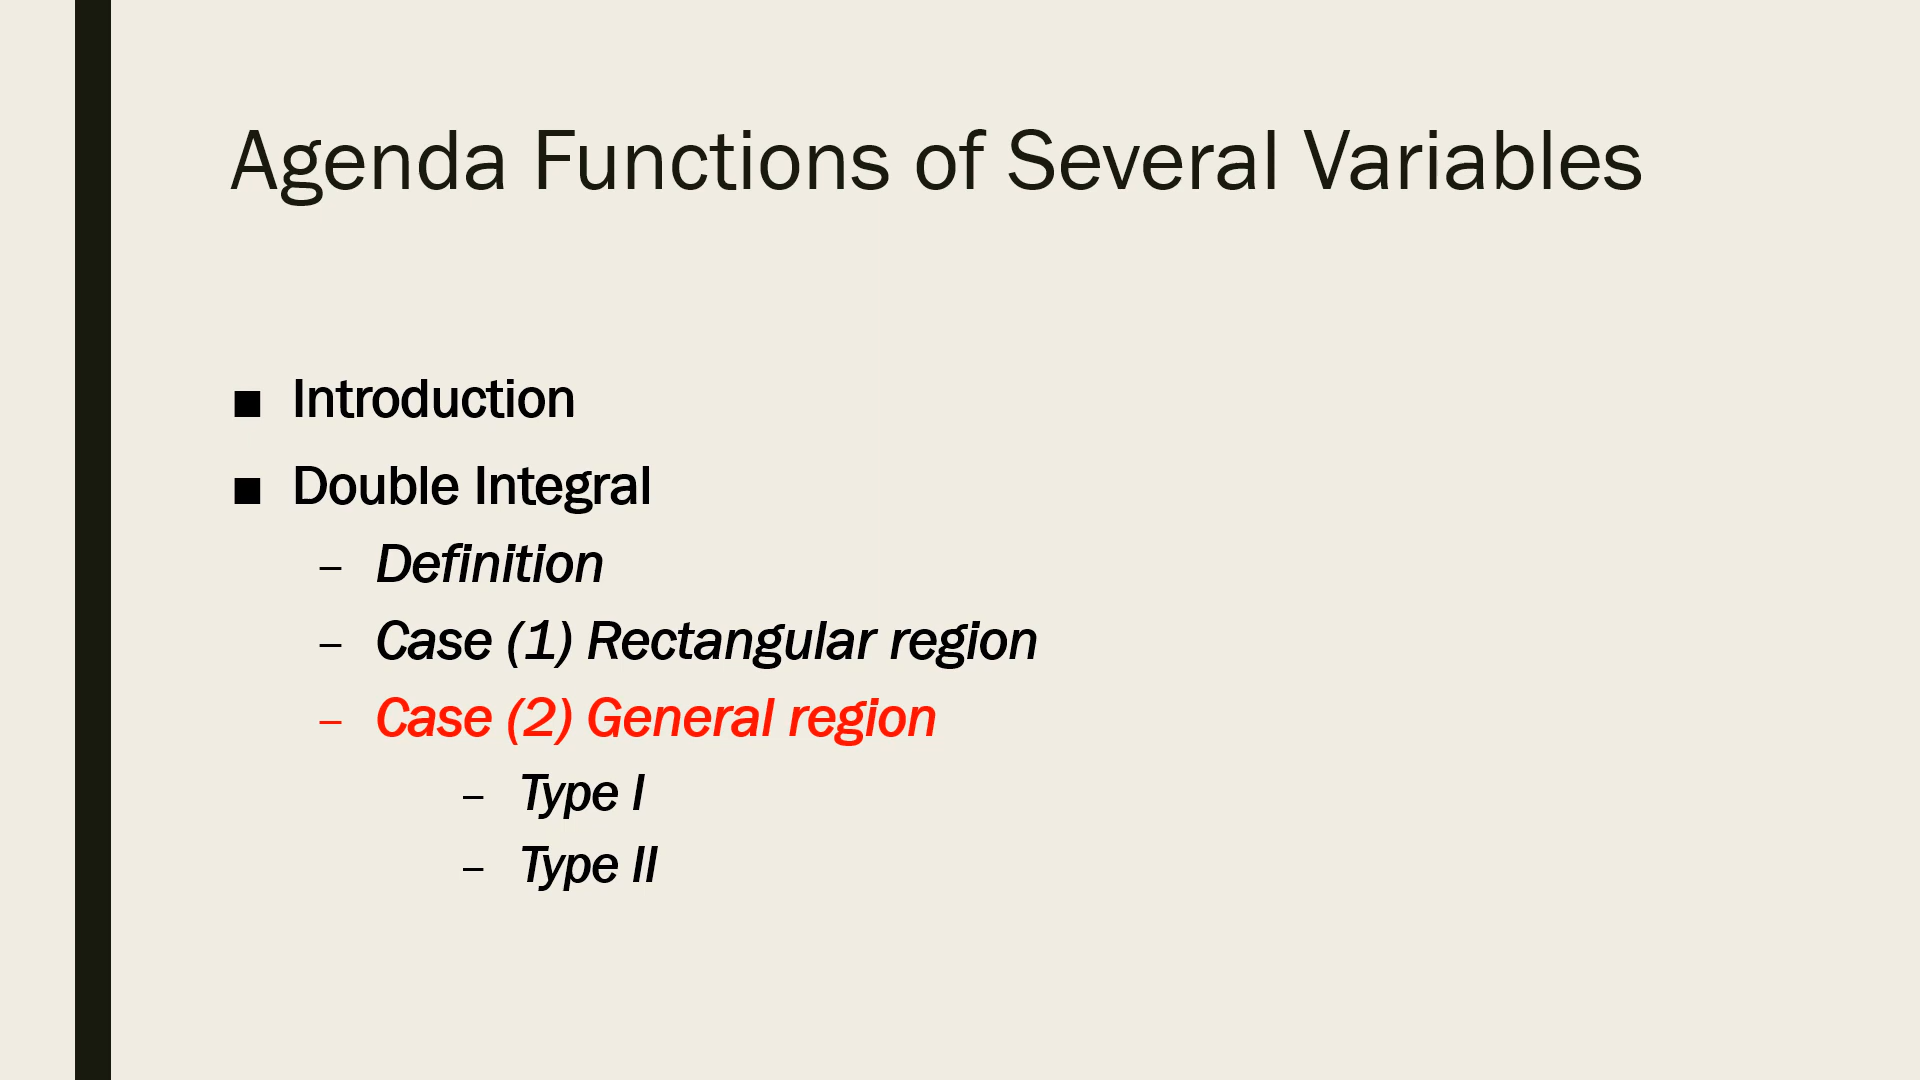 Agenda Functions of Several Variables
■ Introduction
■ Double Integral
– Definition
– Case (1) Rectangular region
– Case (2) General region
– Type I
– Type II